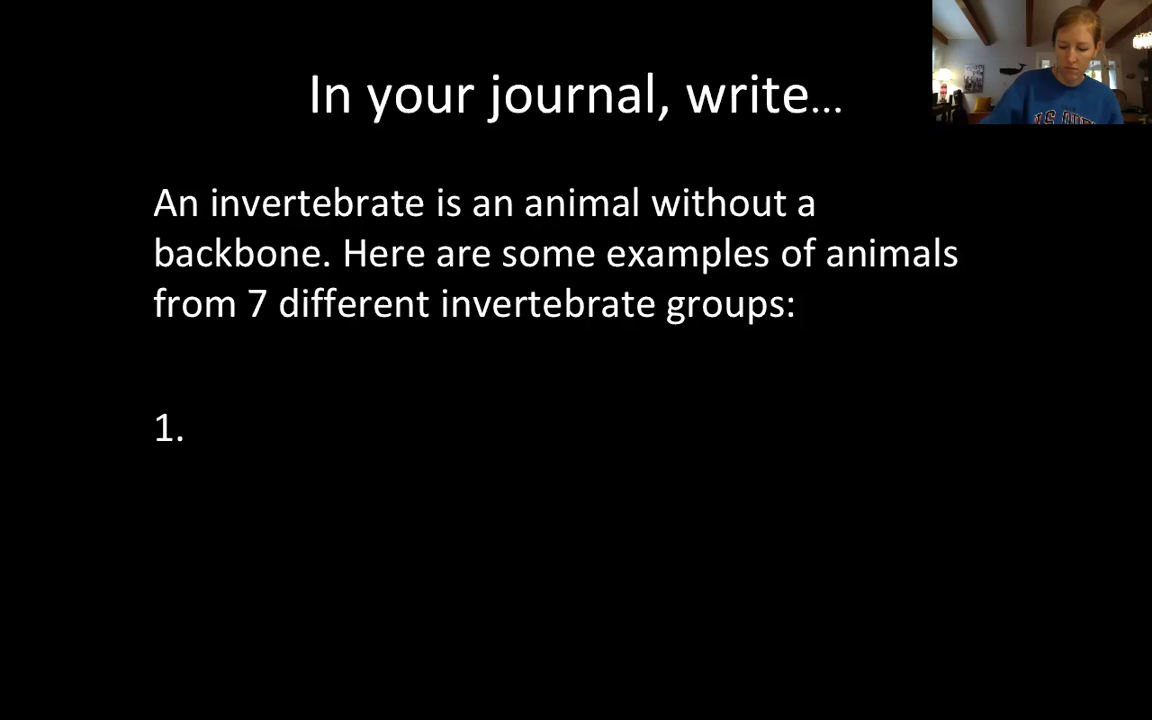 In your journal, write...
An invertebrate is an animal without a
backbone. Here are some examples of animals
from 7 different invertebrate groups:
1.